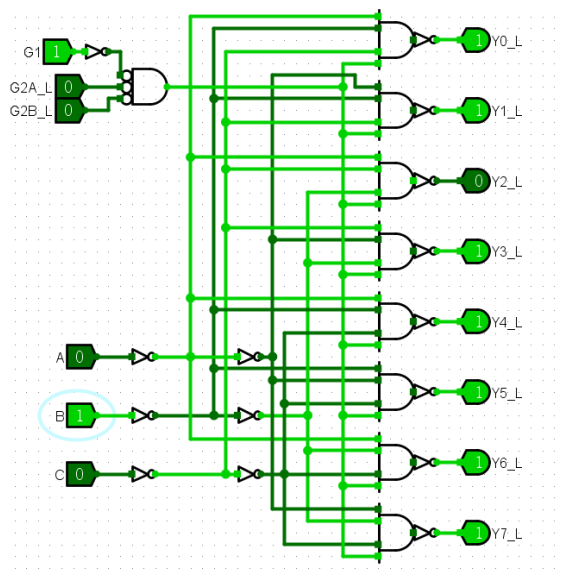 1 Y0_L
G1 1
G2A_L 0
G2B_L 0
1 Y1_L
0 Y2_L
1 Y3_L
1 Y4_L
A 0
1 Y5_L
B 1
1 Y6_L
C 0
1 Y7_L